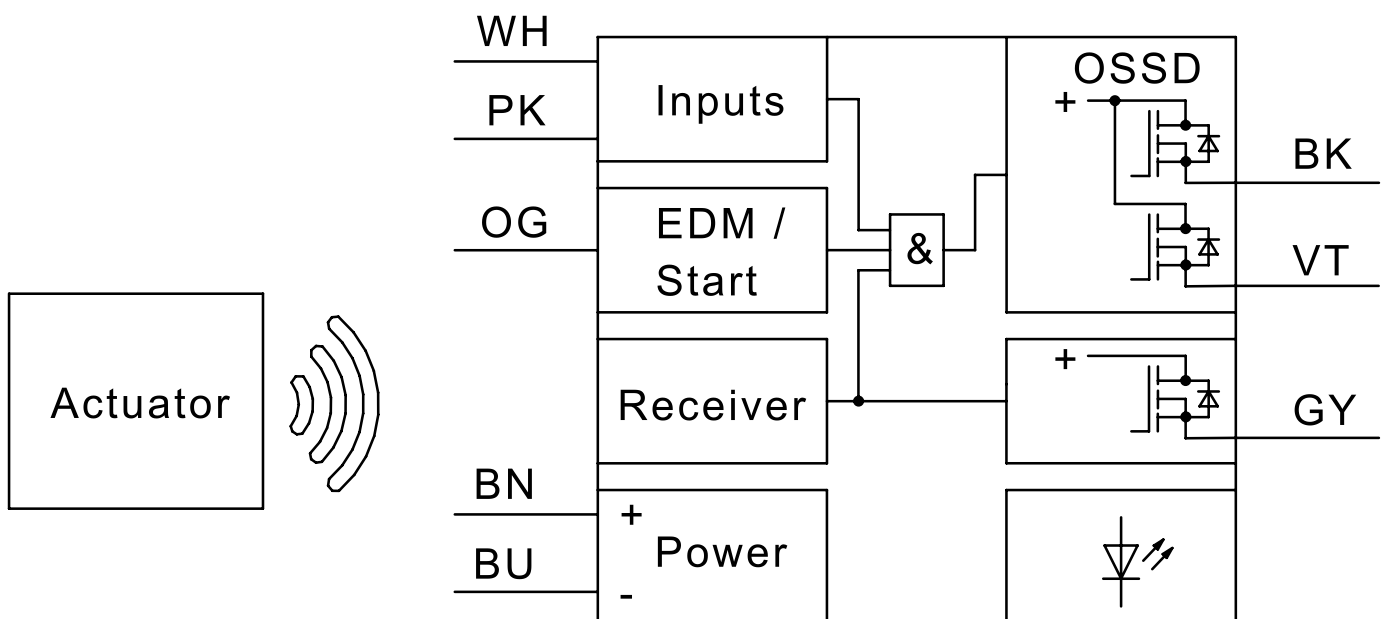 WH
PK
OG
BN
BU
Actuator
Inputs
EDM /
Start
Receiver
+
Power
-
&
OSSD
+
+
BK
VT
GY